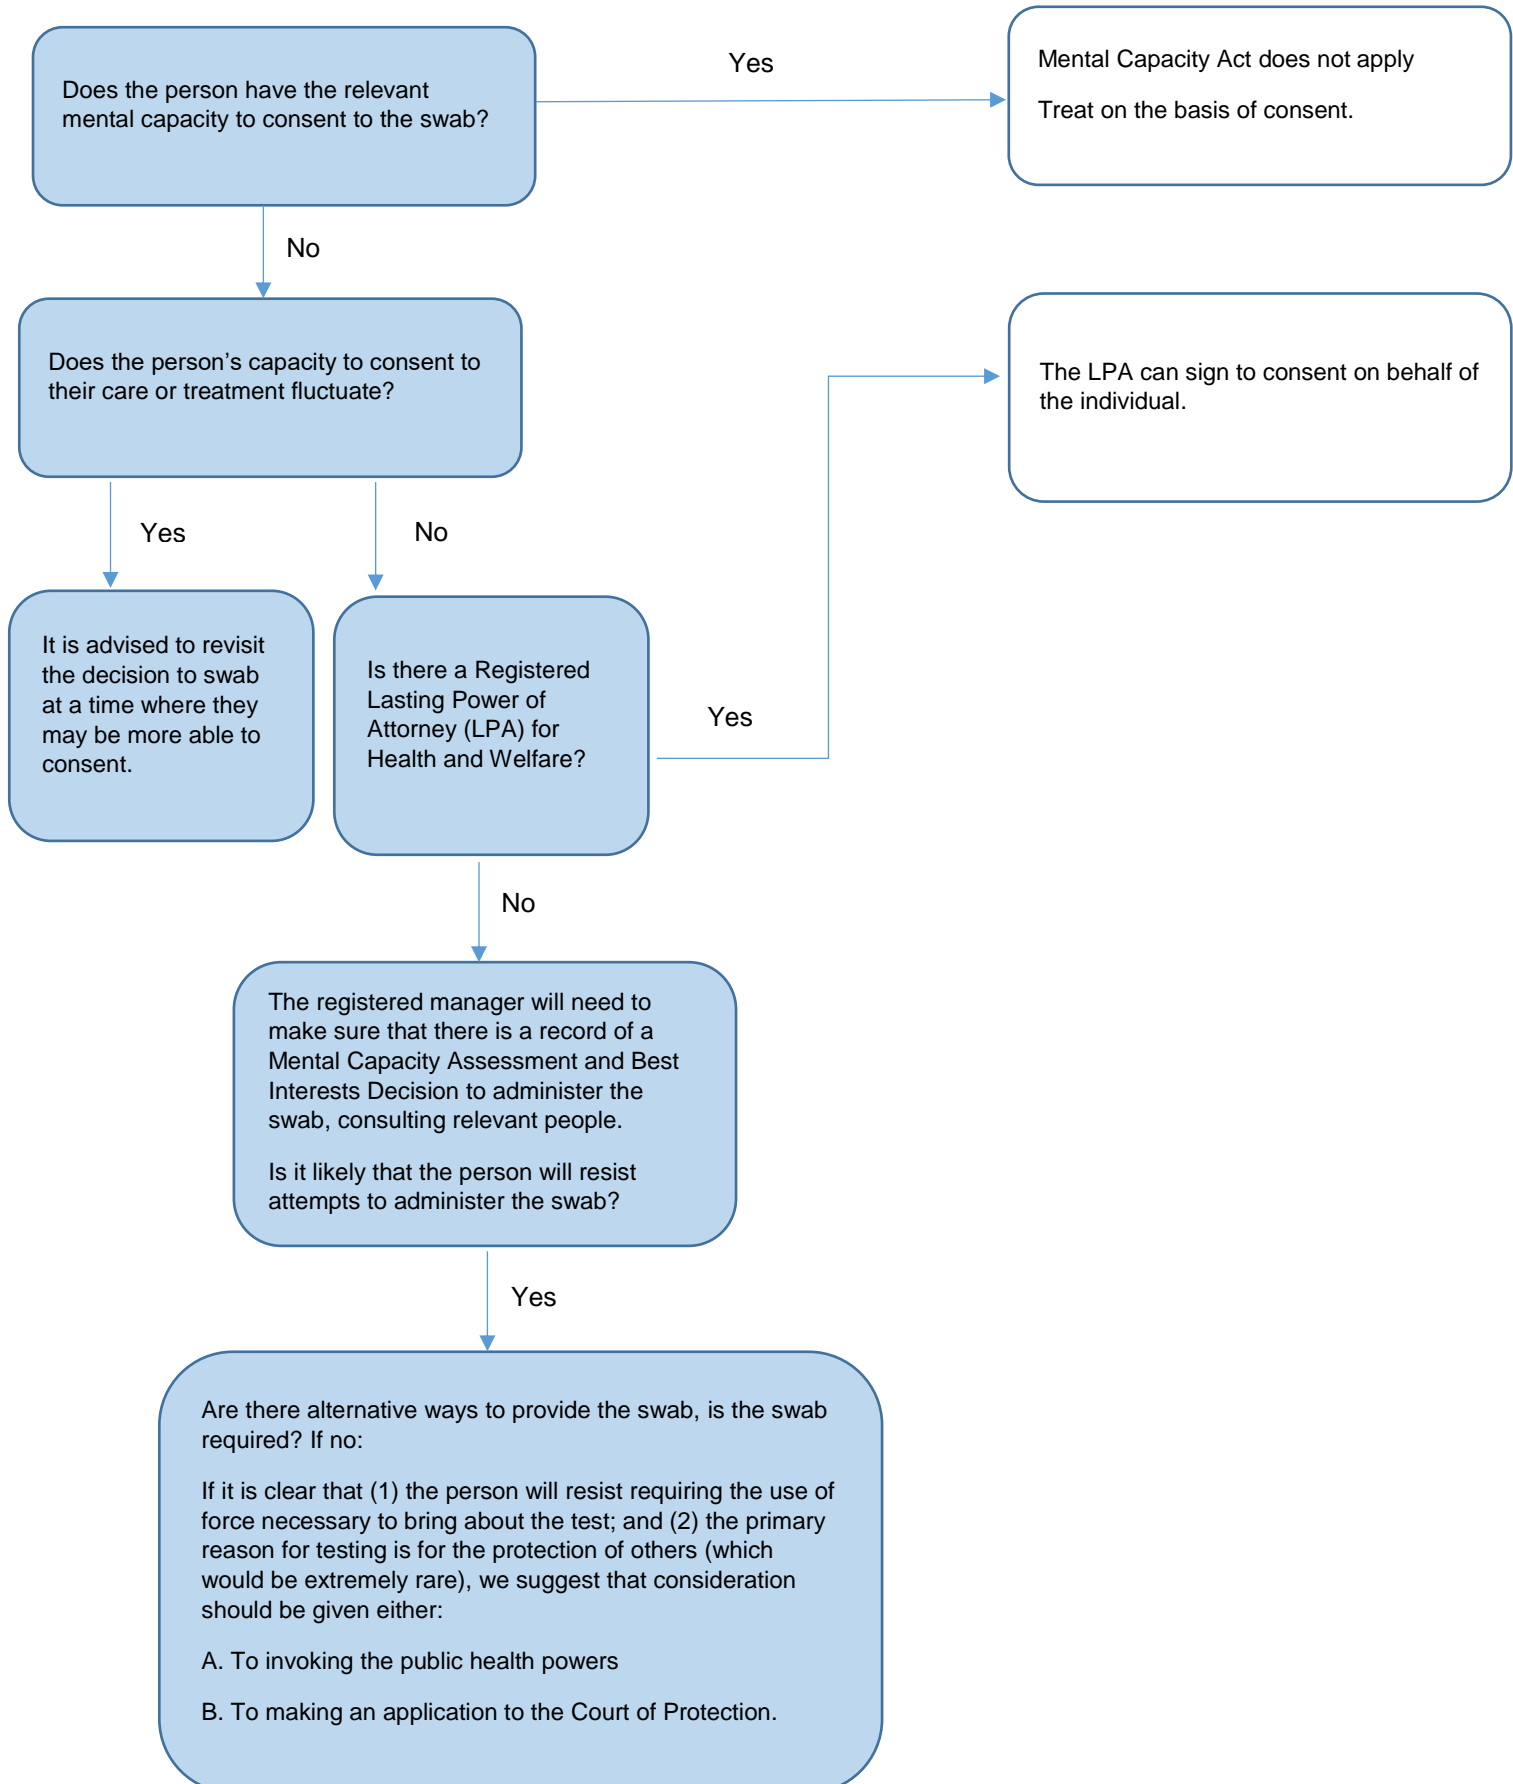 Does the person have the relevant
mental capacity to consent to the swab?
Yes
Mental Capacity Act does not apply
Treat on the basis of consent.
No
Does the person’s capacity to consent to
their care or treatment fluctuate?
The LPA can sign to consent on behalf of
the individual.
Yes
No
It is advised to revisit
the decision to swab
at a time where they
may be more able to
consent.
Is there a Registered
Lasting Power of
Attorney (LPA) for
Health and Welfare?
Yes
No
The registered manager will need to
make sure that there is a record of a
Mental Capacity Assessment and Best
Interests Decision to administer the
swab, consulting relevant people.
Is it likely that the person will resist
attempts to administer the swab?
Yes
Are there alternative ways to provide the swab, is the swab
required? If no:
If it is clear that (1) the person will resist requiring the use of
force necessary to bring about the test; and (2) the primary
reason for testing is for the protection of others (which
would be extremely rare), we suggest that consideration
should be given either:
A. To invoking the public health powers
B. To making an application to the Court of Protection.